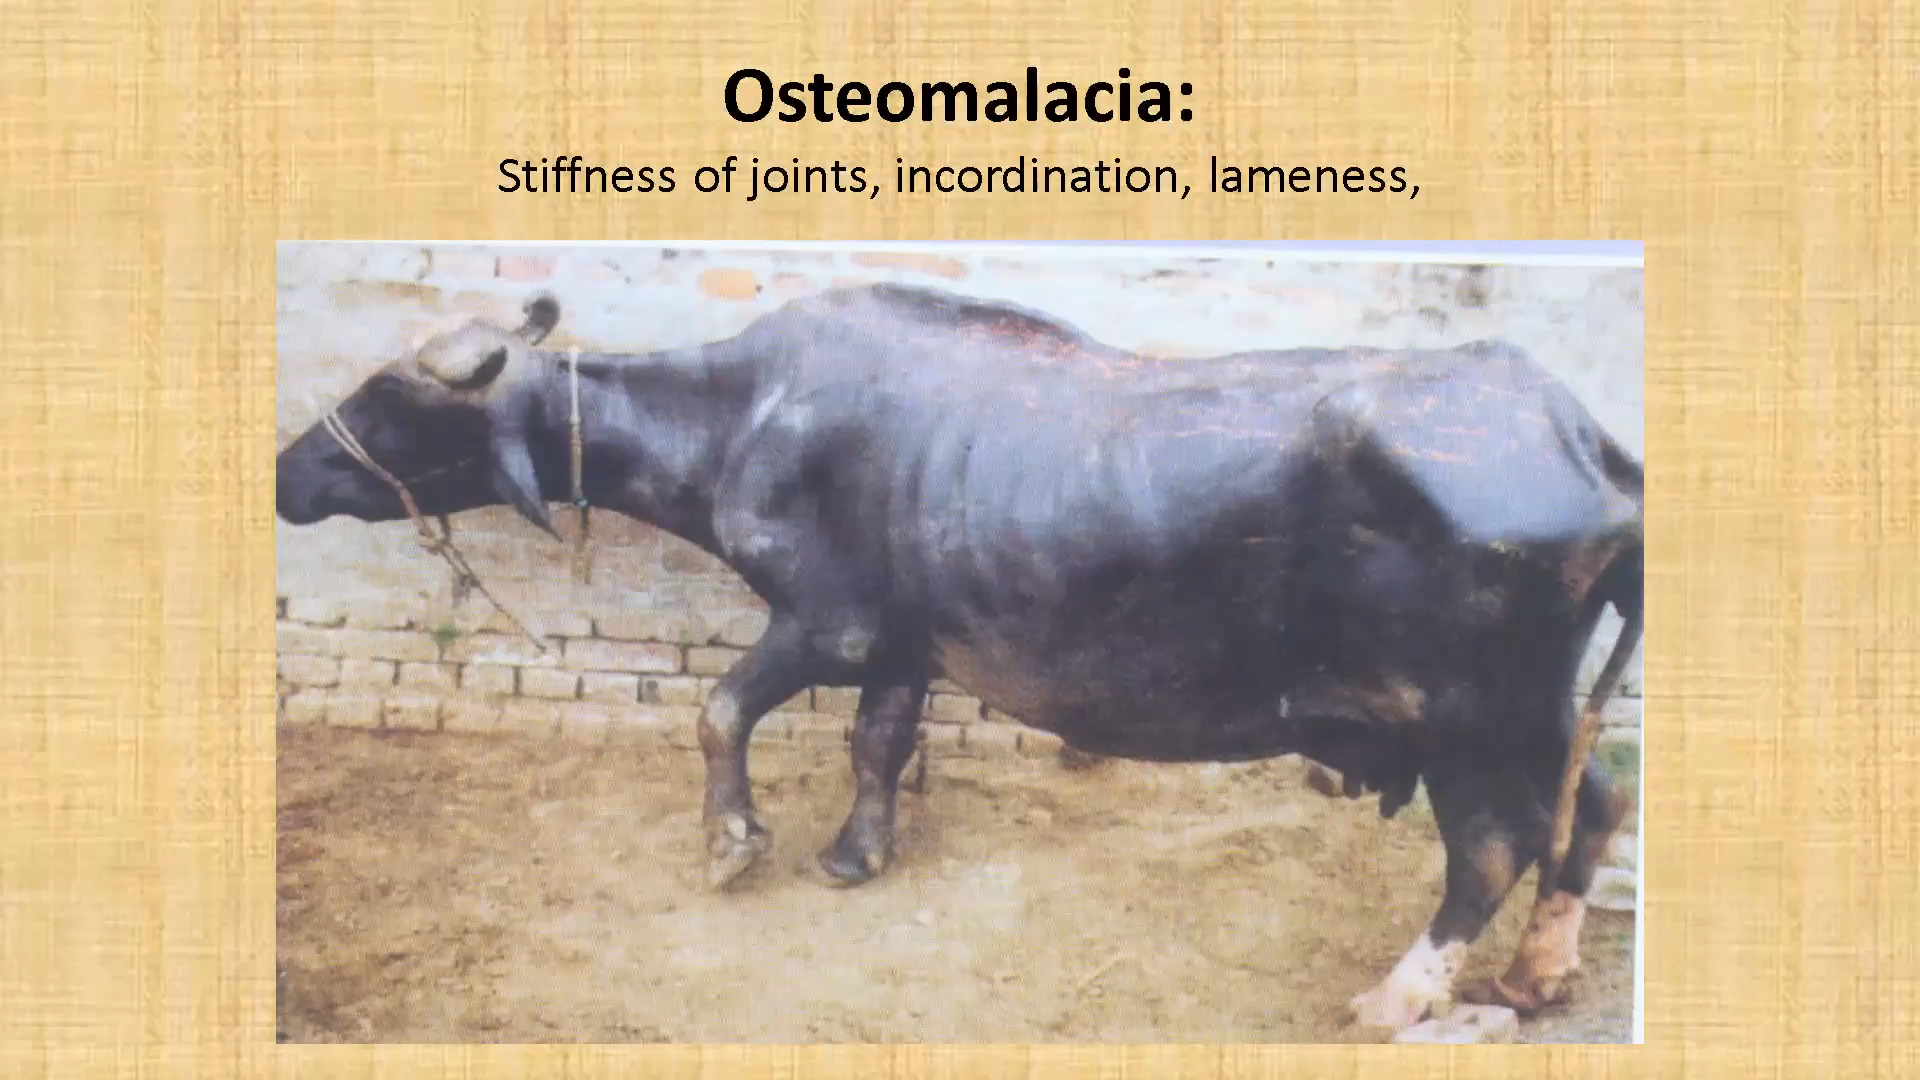 Osteomalacia:
Stiffness of joints, incordination, lameness,